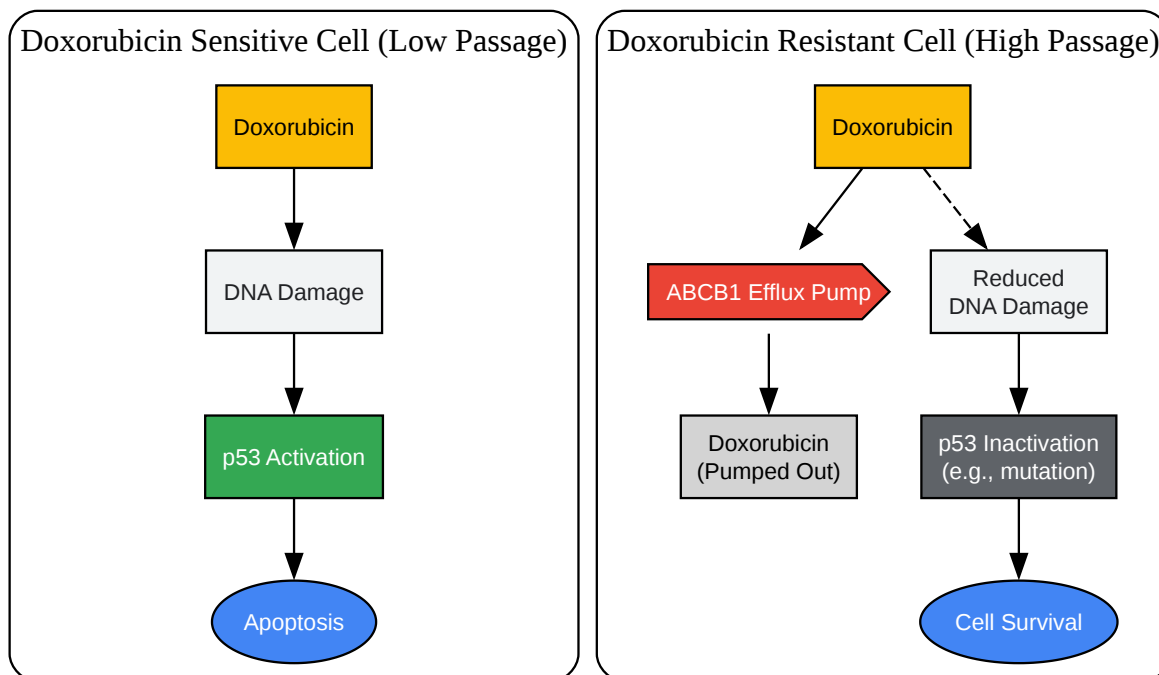 Doxorubicin Sensitive Cell (Low Passage)
Doxorubicin
DNA Damage
p53 Activation
Apoptosis
Doxorubicin Resistant Cell (High Passage)
Doxorubicin
ABCB1 Efflux Pump
Reduced
DNA Damage
Doxorubicin
(Pumped Out)
p53 Inactivation
(e.g., mutation)
Cell Survival